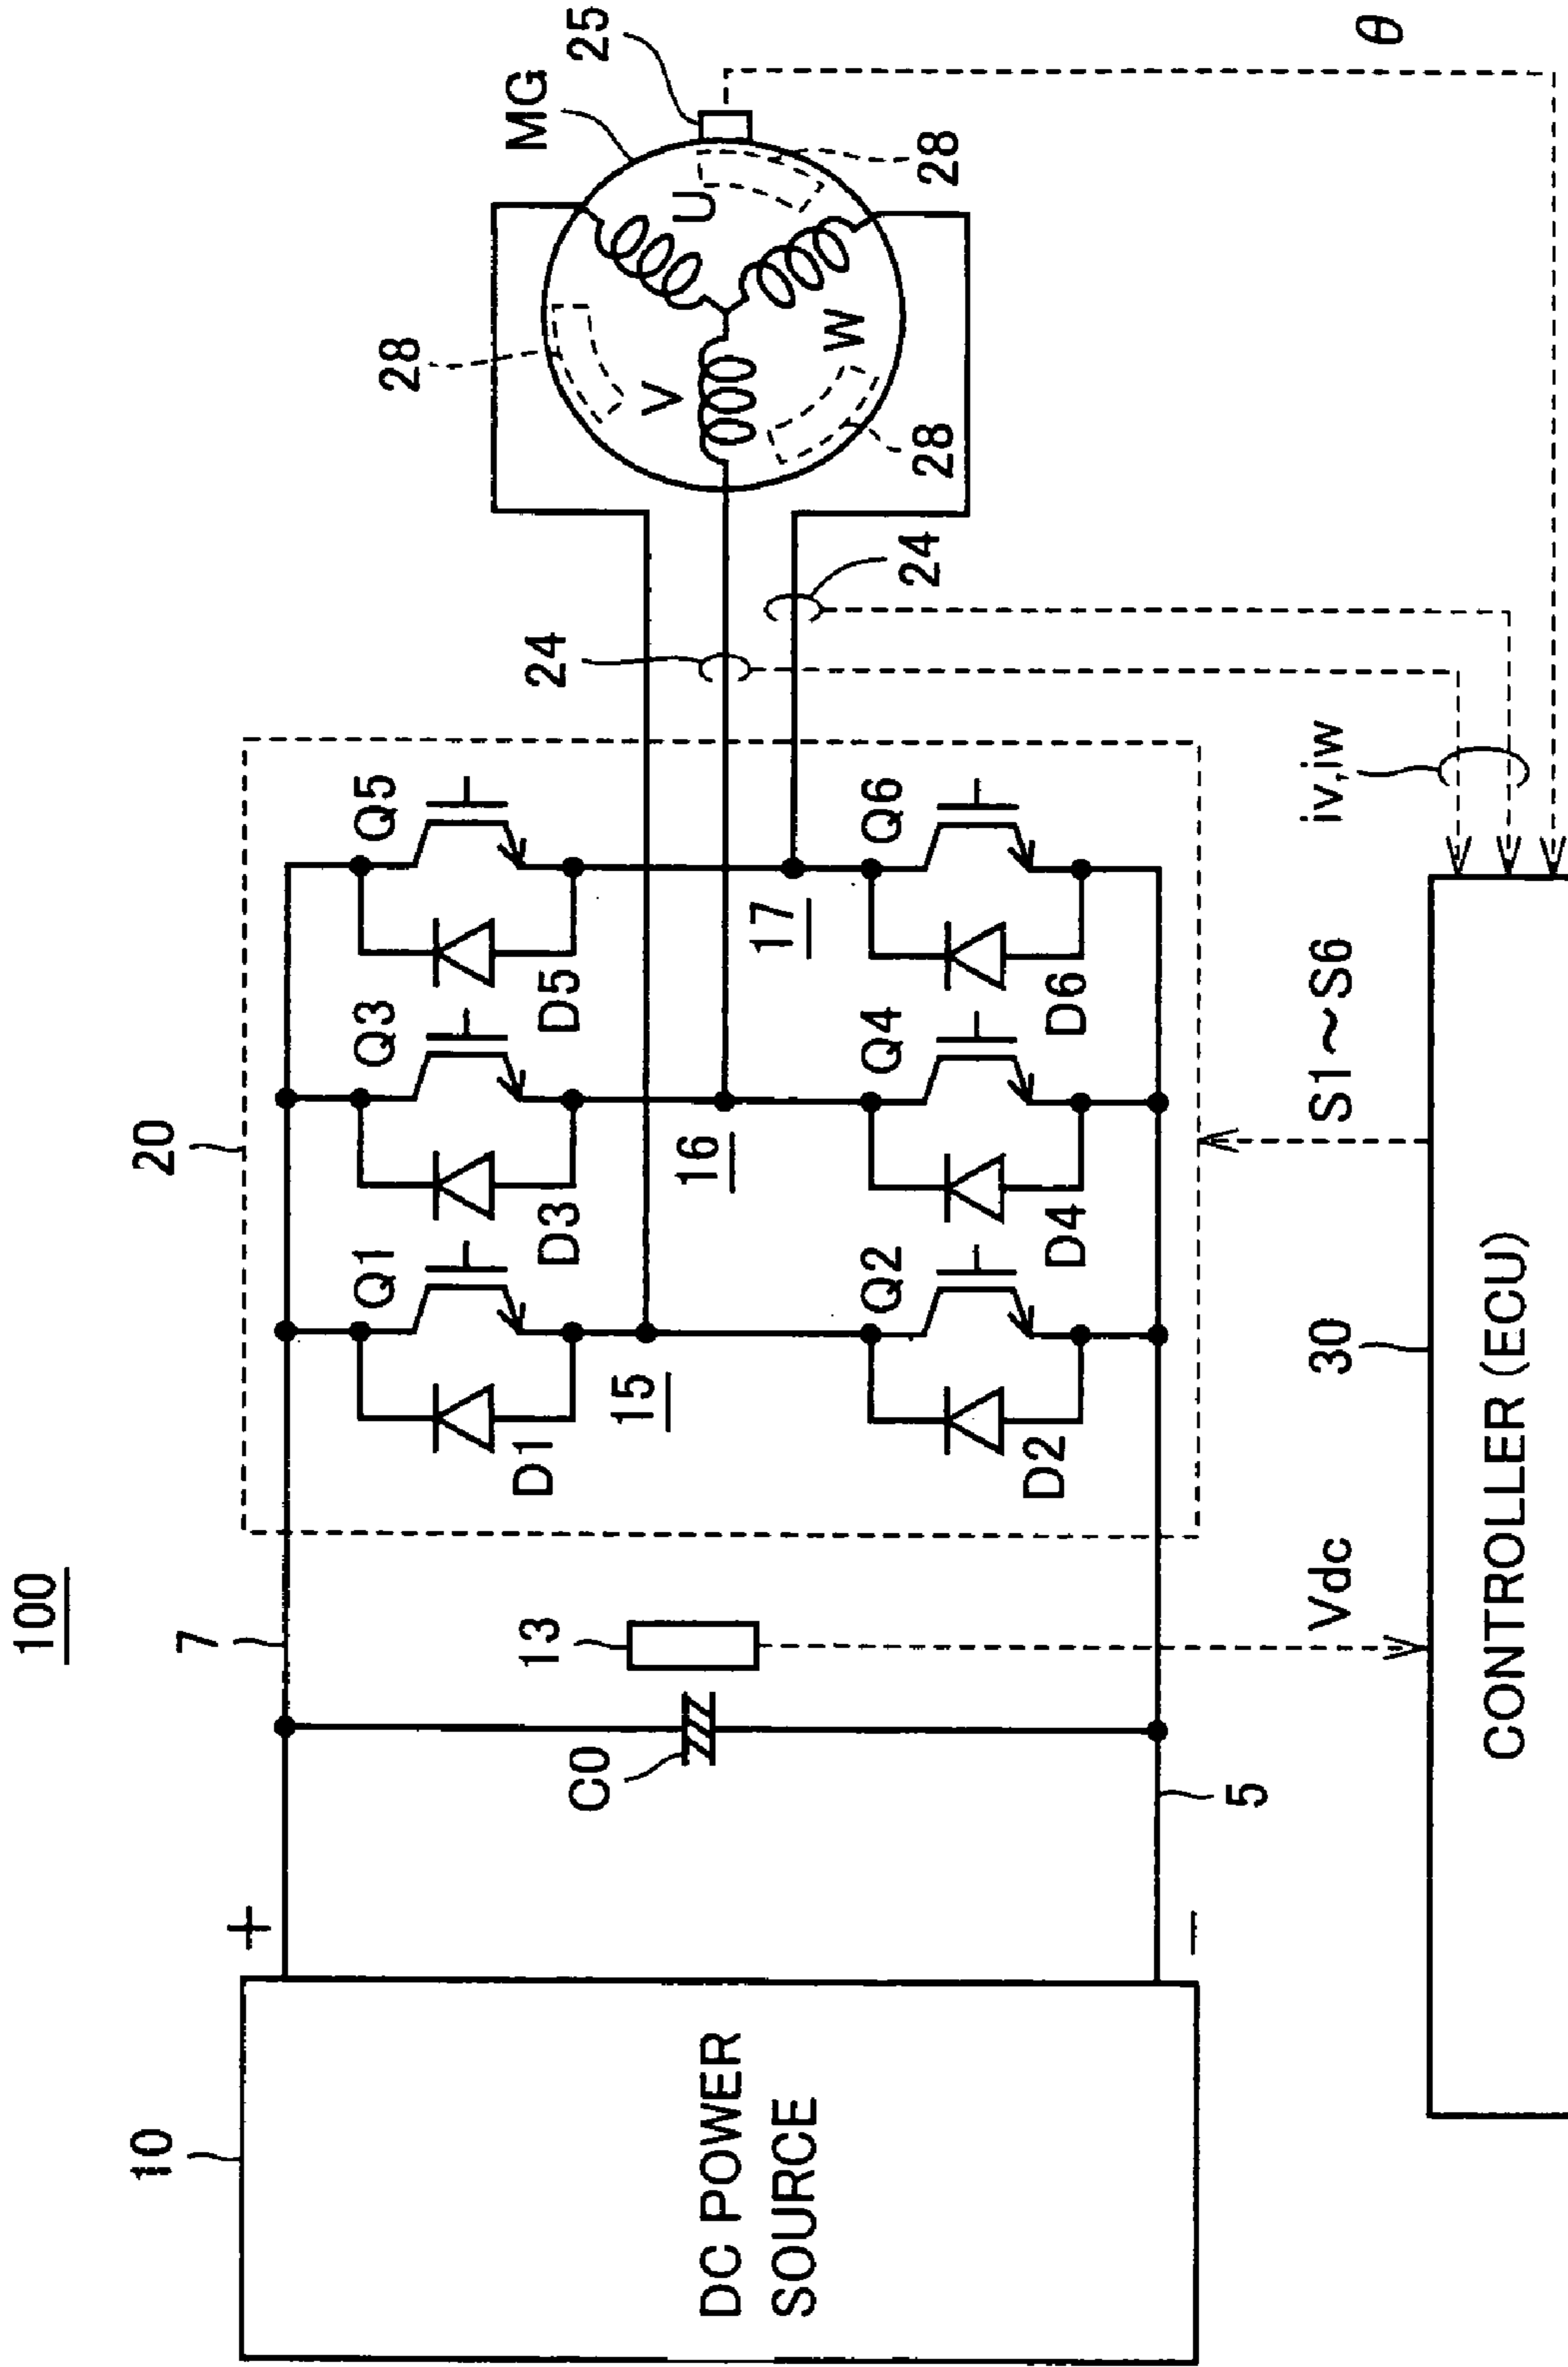 100
10
DC POWER
SOURCE
+
−
7
5
C0
13
Vdc
20
Q1
D1
Q3
D3
Q5
D5
15
16
17
Q2
D2
Q4
D4
Q6
D6
24
24
MG
25
U
V
W
28
28
28
θ
iv,iw
S1～S6
30
CONTROLLER (ECU)